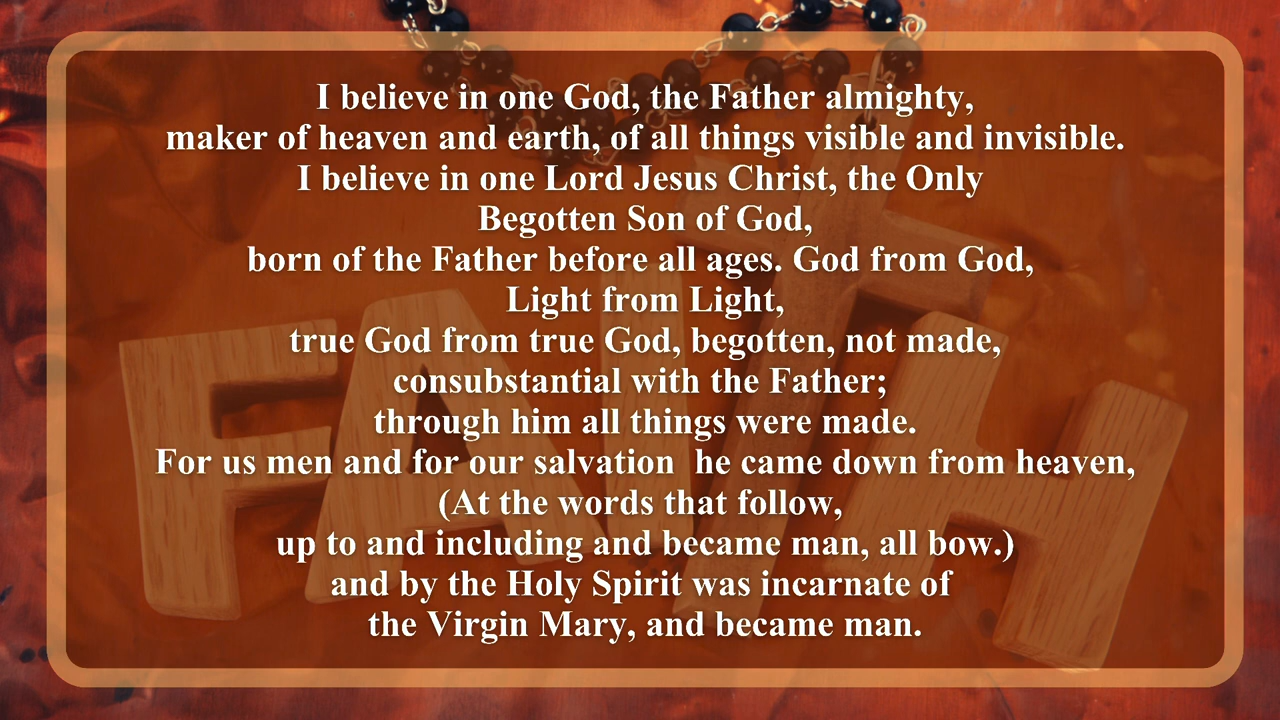 I believe in one God, the Father almighty,
maker of heaven and earth, of all things visible and invisible.
I believe in one Lord Jesus Christ, the Only
Begotten Son of God,
born of the Father before all ages. God from God,
Light from Light,
true God from true God, begotten, not made,
consubstantial with the Father;
through him all things were made.
For us men and for our salvation  he came down from heaven,
(At the words that follow,
up to and including and became man, all bow.)
and by the Holy Spirit was incarnate of
the Virgin Mary, and became man.
FAITH